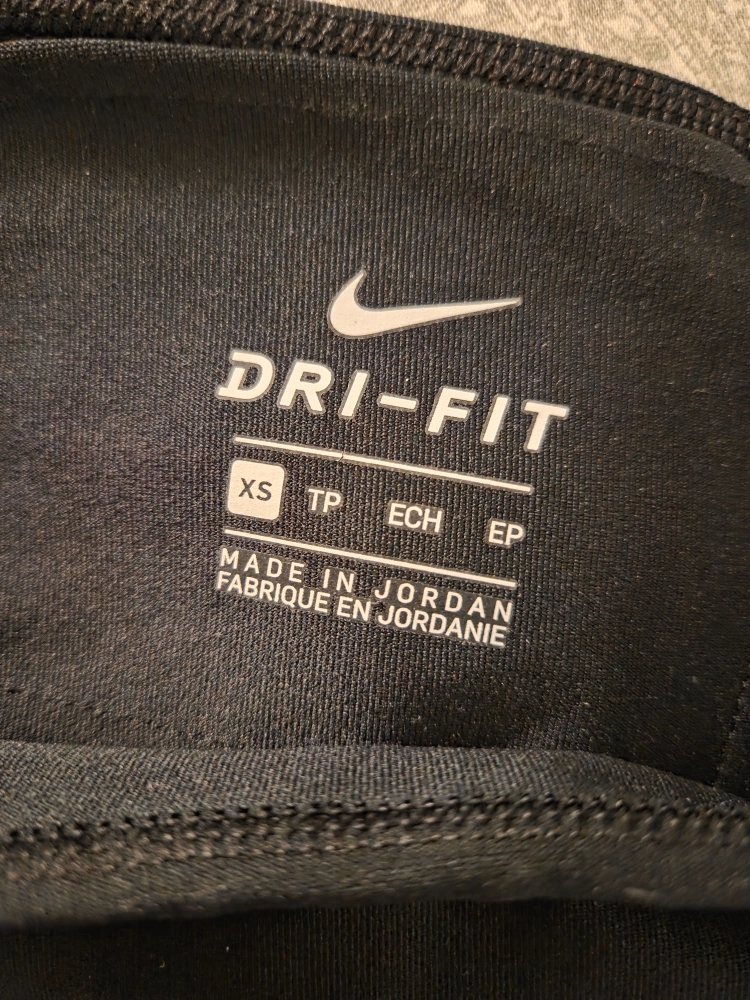 DRI-FIT
XS TP ECH EP
MADE IN JORDAN
FABRIQUE EN JORDANIE